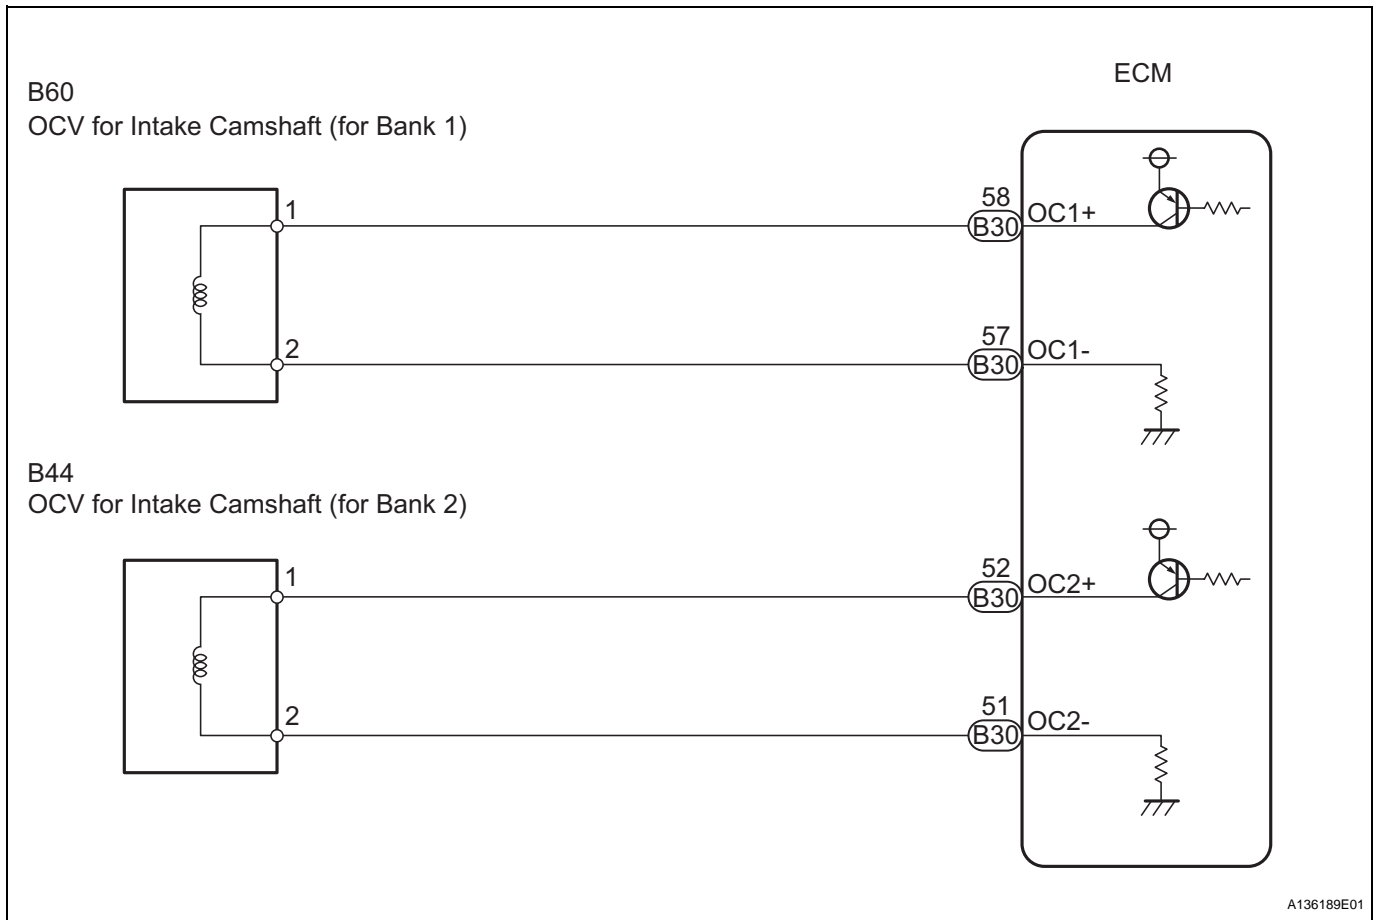 ECM
B60
OCV for Intake Camshaft (for Bank 1)
1
58
B30
OC1+
2
57
B30
OC1-
B44
OCV for Intake Camshaft (for Bank 2)
1
52
B30
OC2+
2
51
B30
OC2-
A136189E01